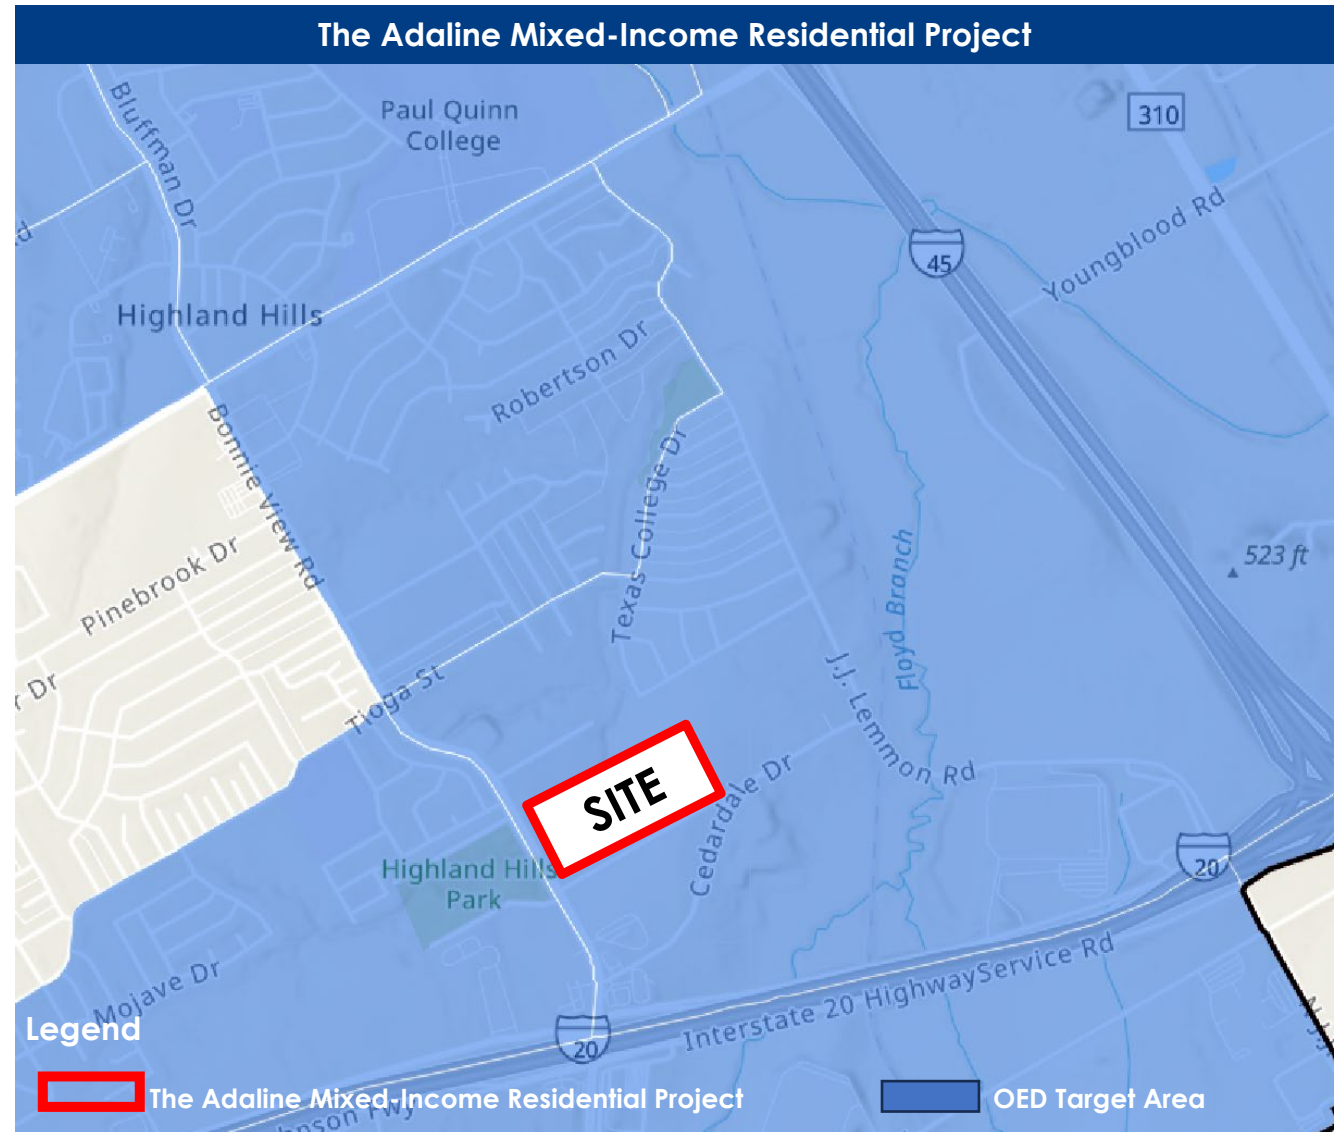 The Adaline Mixed-Income Residential Project
Bluffman Dr
Paul Quinn
College
310
Youngblood Rd
45
Highland Hills
Robertson Dr
Bonnie View Rd
Texas College Dr
Pinebrook Dr
523 ft
Floyd Branch
Dr
Tioga St
J.J. Lemmon Rd
SITE
Cedardale Dr
Highland Hills
Park
20
Mojave Dr
Interstate 20 HighwayService Rd
20
Legend
The Adaline Mixed-Income Residential Project
OED Target Area